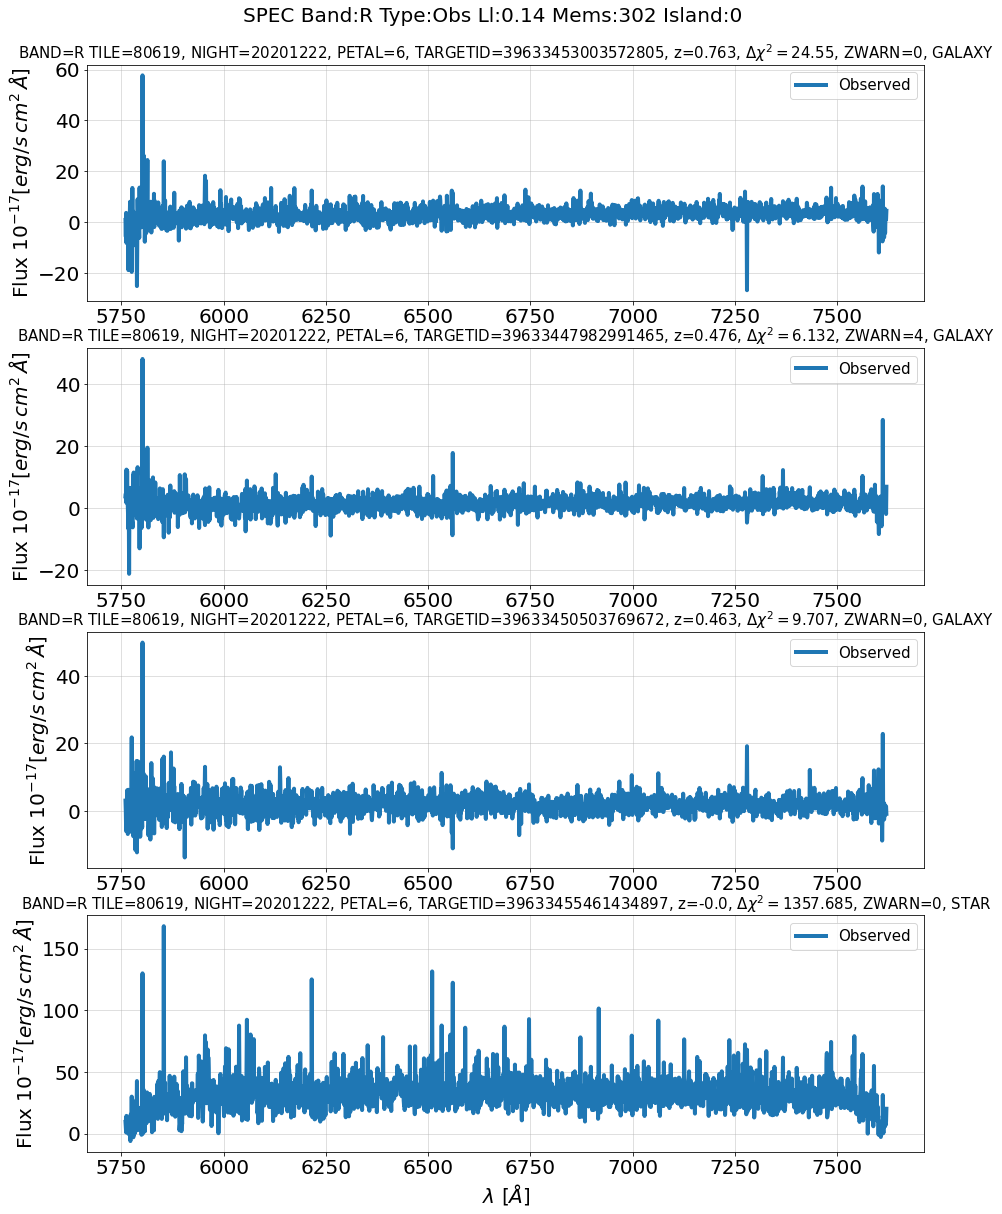 SPEC Band:R Type:Obs Ll:0.14 Mems:302 Island:0
BAND=R TILE=80619, NIGHT=20201222, PETAL=6, TARGETID=39633453003572805, z=0.763, Δχ² = 24.55, ZWARN=0, GALAXY
Flux 10⁻¹⁷[erg/s cm² Å]
60
40
20
0
−20
Observed
5750 6000 6250 6500 6750 7000 7250 7500
BAND=R TILE=80619, NIGHT=20201222, PETAL=6, TARGETID=39633447982991465, z=0.476, Δχ² = 6.132, ZWARN=4, GALAXY
Flux 10⁻¹⁷[erg/s cm² Å]
40
20
0
−20
Observed
5750 6000 6250 6500 6750 7000 7250 7500
BAND=R TILE=80619, NIGHT=20201222, PETAL=6, TARGETID=39633450503769672, z=0.463, Δχ² = 9.707, ZWARN=0, GALAXY
Flux 10⁻¹⁷[erg/s cm² Å]
40
20
0
Observed
5750 6000 6250 6500 6750 7000 7250 7500
BAND=R TILE=80619, NIGHT=20201222, PETAL=6, TARGETID=39633455461434897, z=-0.0, Δχ² = 1357.685, ZWARN=0, STAR
Flux 10⁻¹⁷[erg/s cm² Å]
150
100
50
0
Observed
5750 6000 6250 6500 6750 7000 7250 7500
λ [Å]